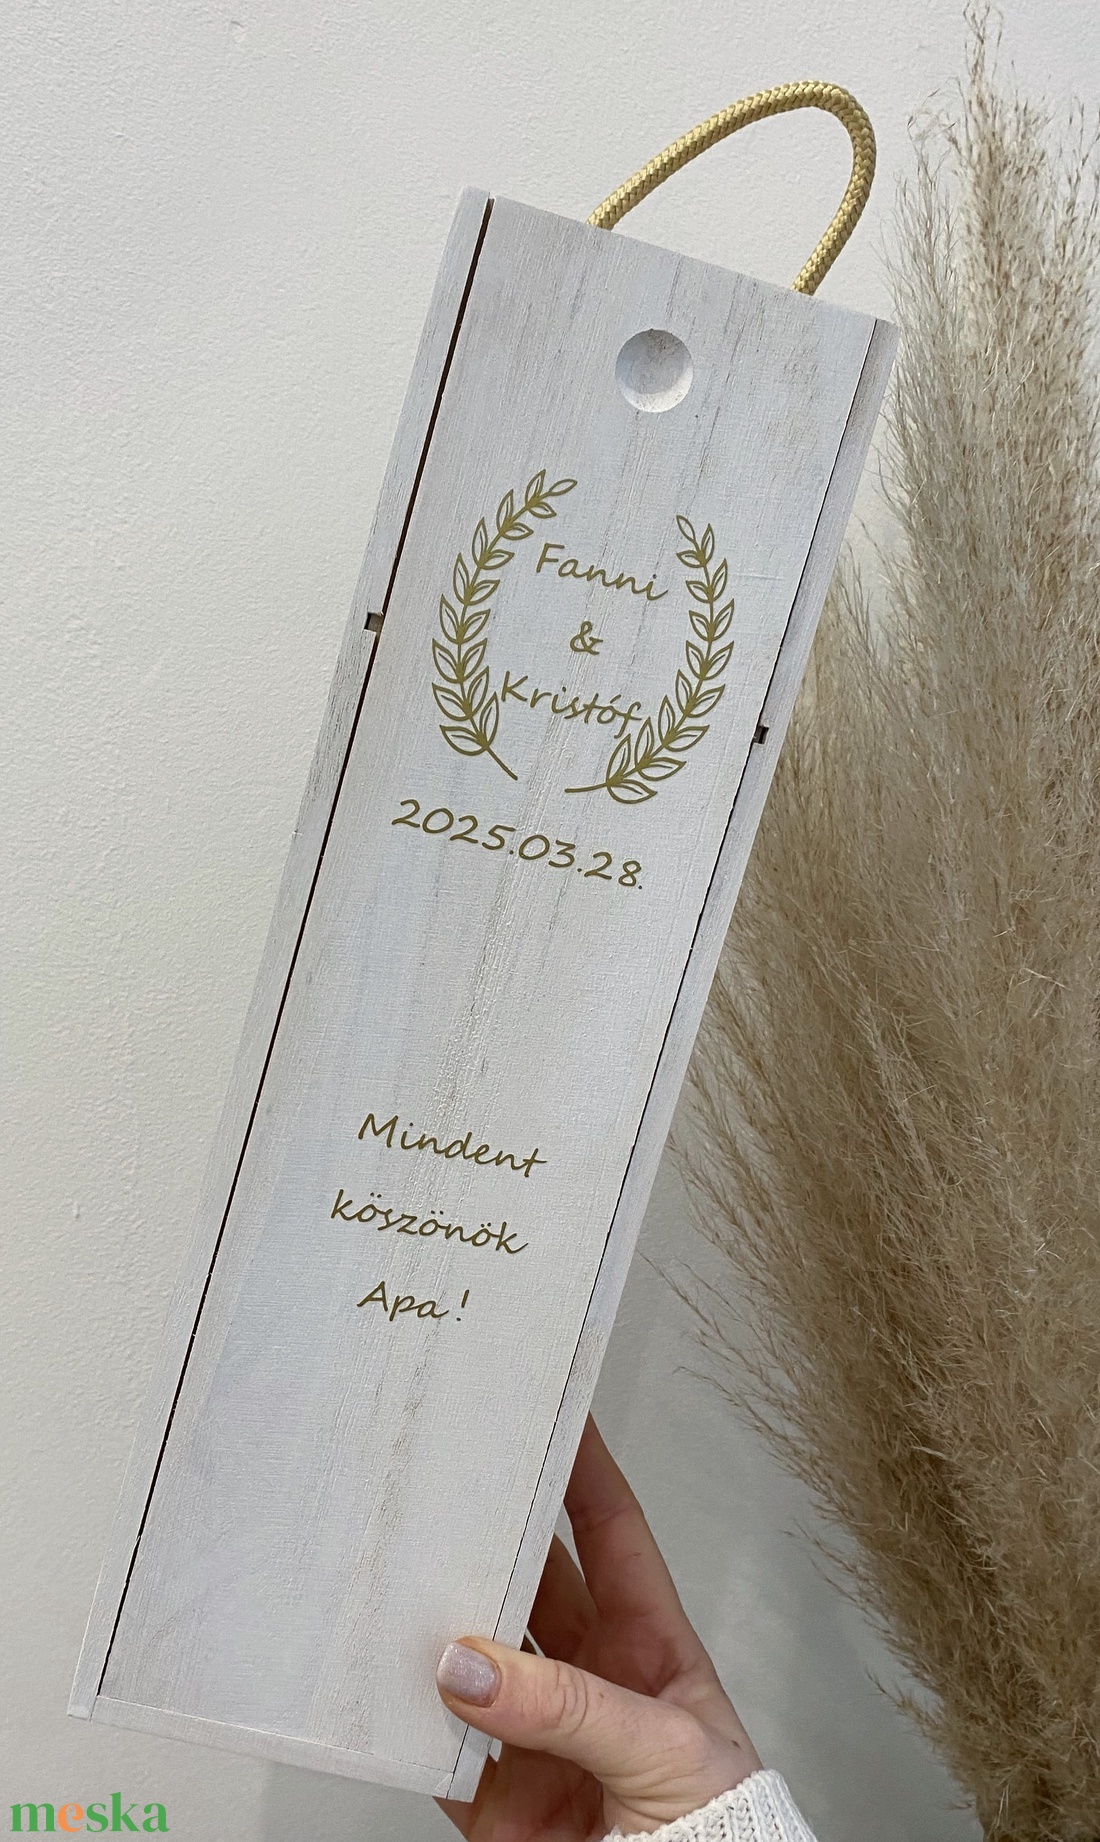 Fanni
&
Kristóf
2025.03.28.
Mindent
köszönök
Apa!
meska